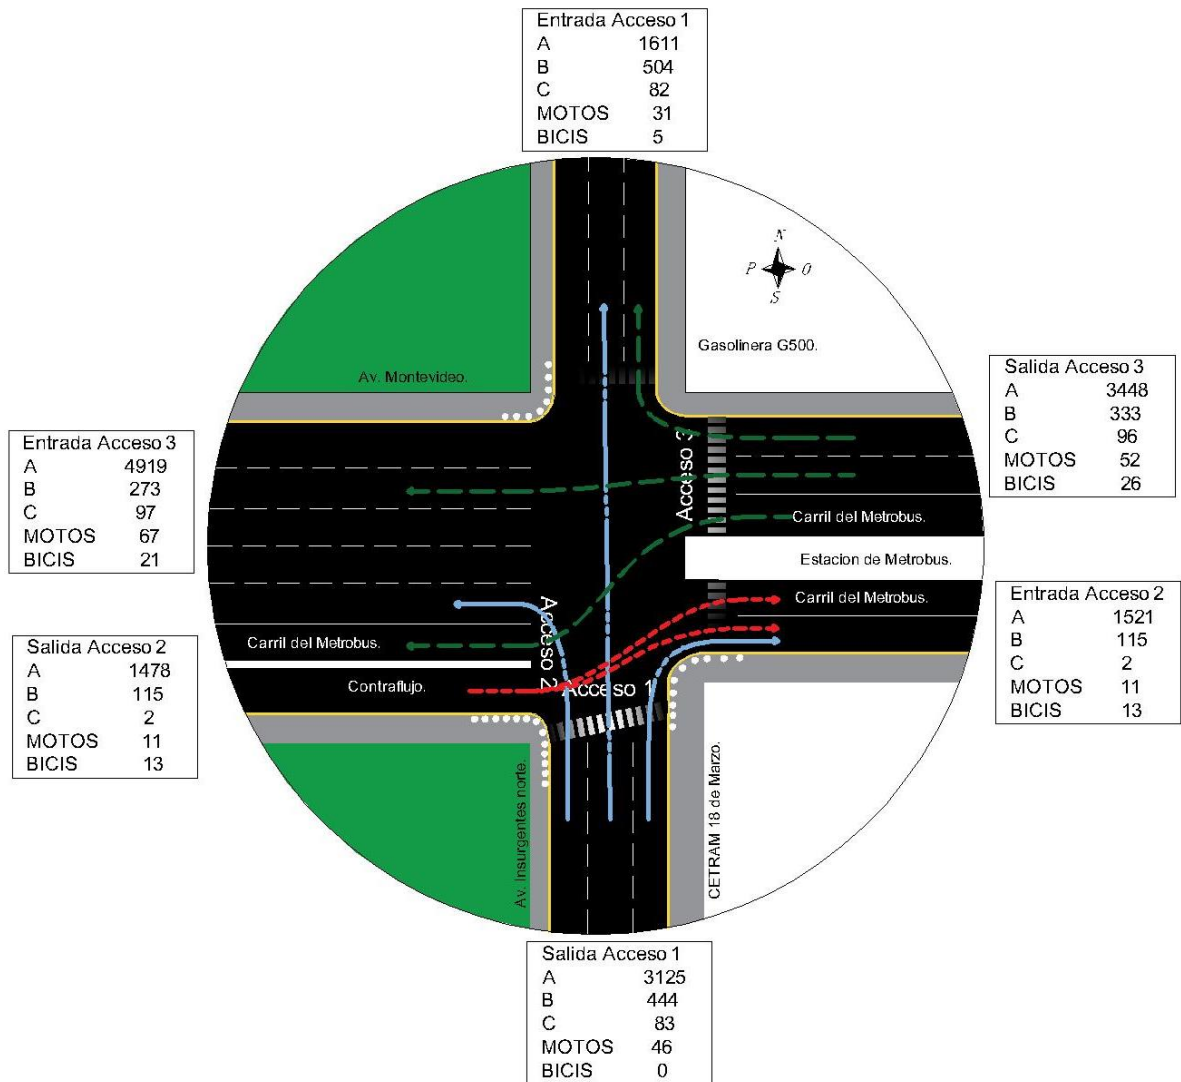 Entrada Acceso 1
A 1611
B 504
C 82
MOTOS 31
BICIS 5
N
P O
S
Gasolinera G500.
Av. Montevideo.
Salida Acceso 3
A 3448
B 333
C 96
MOTOS 52
BICIS 26
Entrada Acceso 3
A 4919
B 273
C 97
MOTOS 67
BICIS 21
Acceso 3
Carril del Metrobus.
Estacion de Metrobus.
Carril del Metrobus.
Entrada Acceso 2
A 1521
B 115
C 2
MOTOS 11
BICIS 13
Salida Acceso 2
A 1478
B 115
C 2
MOTOS 11
BICIS 13
Carril del Metrobus.
Contraflujo.
Acceso 2
Acceso 1
Av. Insurgentes norte.
CETRAM 18 de Marzo.
Salida Acceso 1
A 3125
B 444
C 83
MOTOS 46
BICIS 0